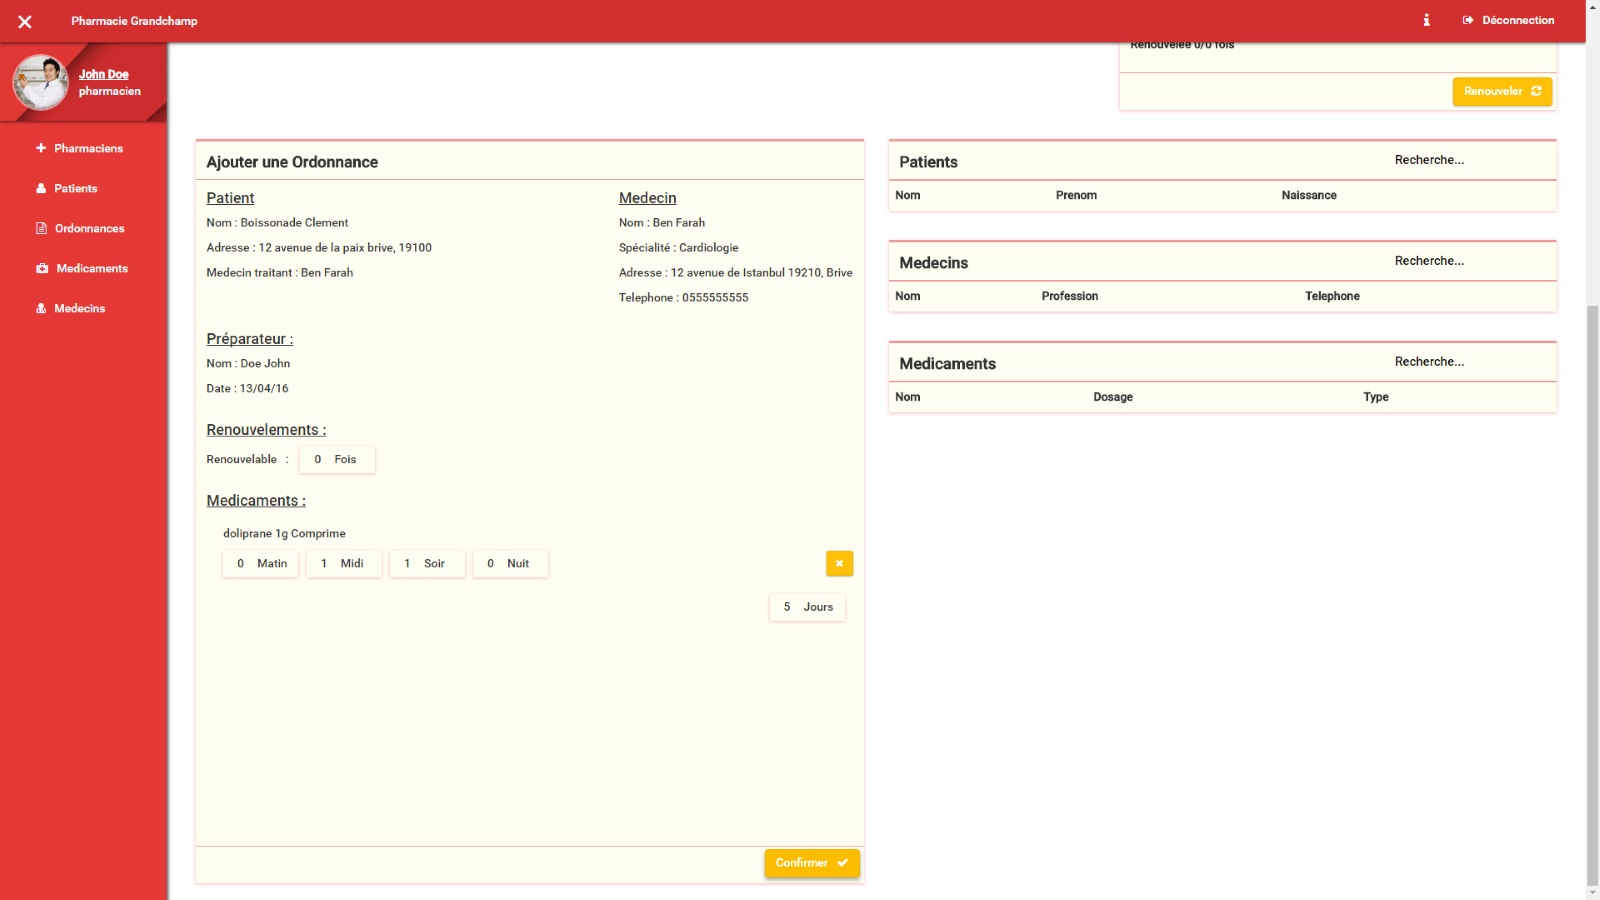 Pharmacie Grandchamp
Déconnection
John Doe
pharmacien
Pharmaciens
Patients
Ordonnances
Medicaments
Medecins
Renouvelée 0/0 fois
Renouveler
Ajouter une Ordonnance
Patient
Nom : Boissonade Clement
Adresse : 12 avenue de la paix brive, 19100
Medecin traitant : Ben Farah
Medecin
Nom : Ben Farah
Spécialité : Cardiologie
Adresse : 12 avenue de Istanbul 19210, Brive
Telephone : 0555555555
Préparateur :
Nom : Doe John
Date : 13/04/16
Renouvelements :
Renouvelable : 0 Fois
Medicaments :
doliprane 1g Comprime
0 Matin 1 Midi 1 Soir 0 Nuit
5 Jours
Confirmer
Patients Recherche...
Nom Prenom Naissance
Medecins Recherche...
Nom Profession Telephone
Medicaments Recherche...
Nom Dosage Type